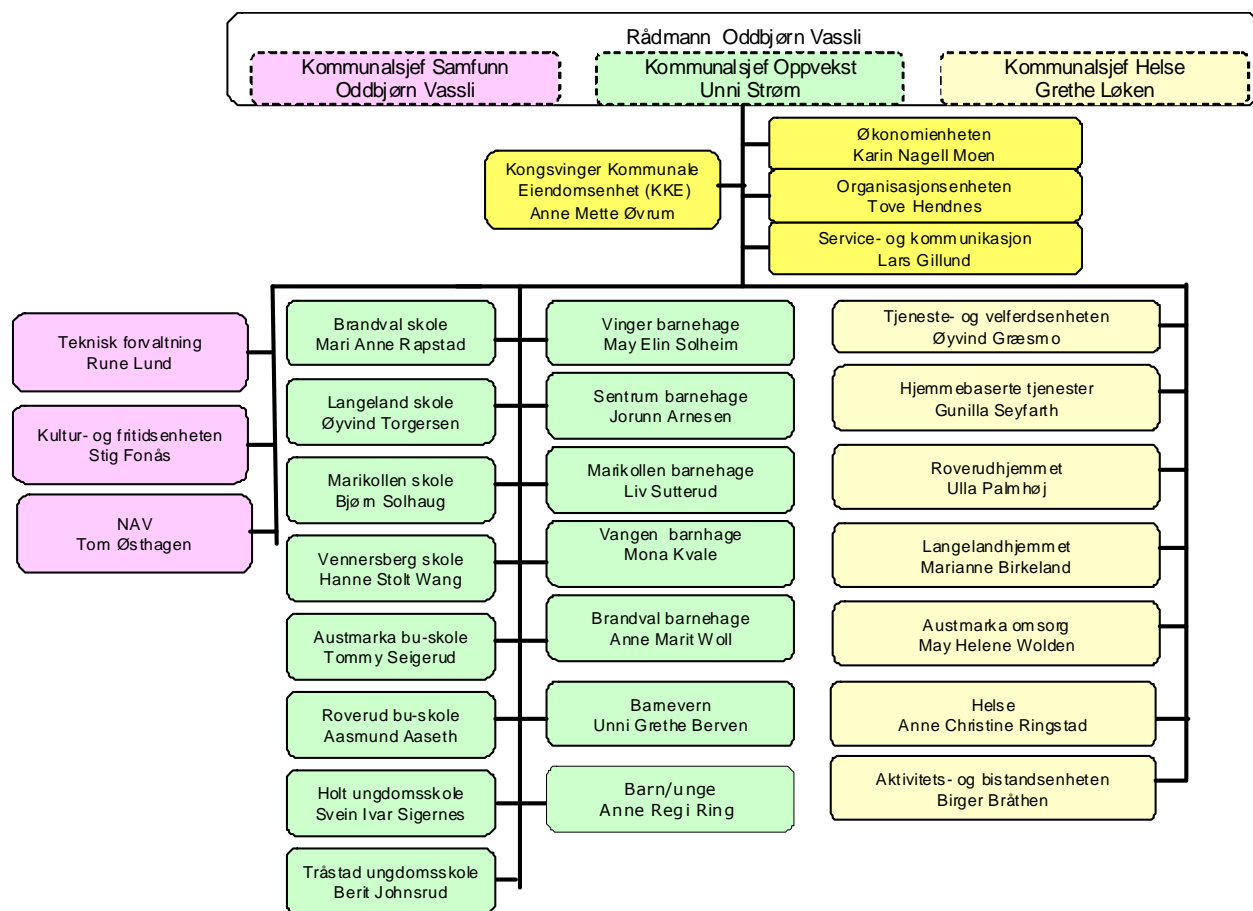 Rådmann Oddbjørn Vassli
Kommunalsjef Samfunn
Oddbjørn Vassli
Kommunalsjef Oppvekst
Unni Strøm
Kommunalsjef Helse
Grethe Løken
Kongsvinger Kommunale
Eiendomsenhet (KKE)
Anne Mette Øvrum
Økonomienheten
Karin Nagell Moen
Organisasjonsenheten
Tove Hendnes
Service- og kommunikasjon
Lars Gillund
Teknisk forvaltning
Rune Lund
Kultur- og fritidsenheten
Stig Fonås
NAV
Tom Østhagen
Brandval skole
Mari Anne Rapstad
Langeland skole
Øyvind Torgersen
Marikollen skole
Bjørn Solhaug
Vennersberg skole
Hanne Stolt Wang
Austmarka bu-skole
Tommy Seigerud
Roverud bu-skole
Aasmund Aaseth
Holt ungdomsskole
Svein Ivar Sigernes
Tråstad ungdomsskole
Berit Johnsrud
Vinger barnehage
May Elin Solheim
Sentrum barnehage
Jorunn Arnesen
Marikollen barnehage
Liv Sutterud
Vangen barnhage
Mona Kvale
Brandval barnehage
Anne Marit Woll
Barnevern
Unni Grethe Berven
Barn/unge
Anne Regi Ring
Tjeneste- og velferdsenheten
Øyvind Græsmo
Hjemmebaserte tjenester
Gunilla Seyfarth
Roverudhjemmet
Ulla Palmhøj
Langelandhjemmet
Marianne Birkeland
Austmarka omsorg
May Helene Wolden
Helse
Anne Christine Ringstad
Aktivitets- og bistandsenheten
Birger Bråthen